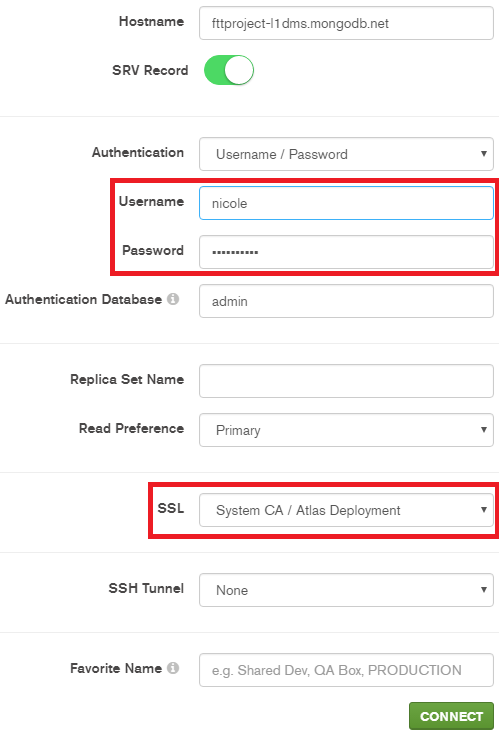 Hostname fttproject-l1dms.mongodb.net
SRV Record
Authentication Username / Password
Username nicole
Password ••••••••••
Authentication Database admin
Replica Set Name
Read Preference Primary
SSL System CA / Atlas Deployment
SSH Tunnel None
Favorite Name e.g. Shared Dev, QA Box, PRODUCTION
CONNECT